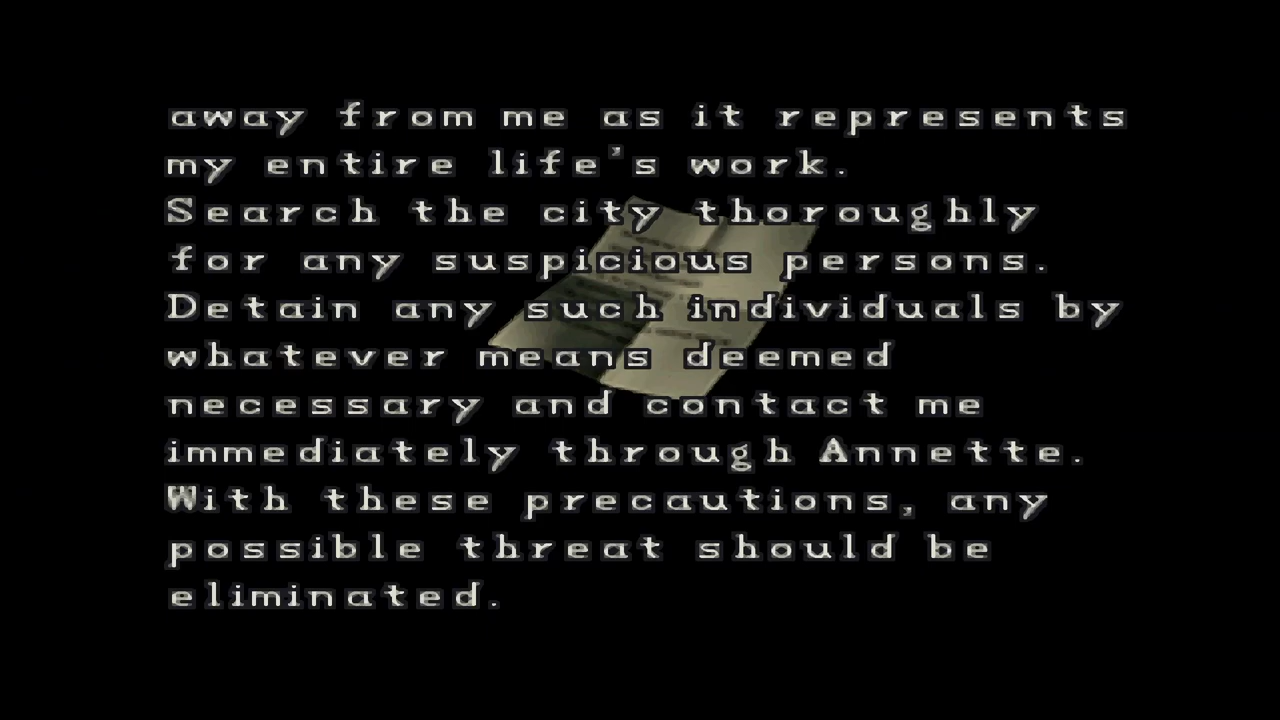 away from me as it represents
my entire life's work.
Search the city thoroughly
for any suspicious persons.
Detain any such individuals by
whatever means deemed
necessary and contact me
immediately through Annette.
With these precautions, any
possible threat should be
eliminated.